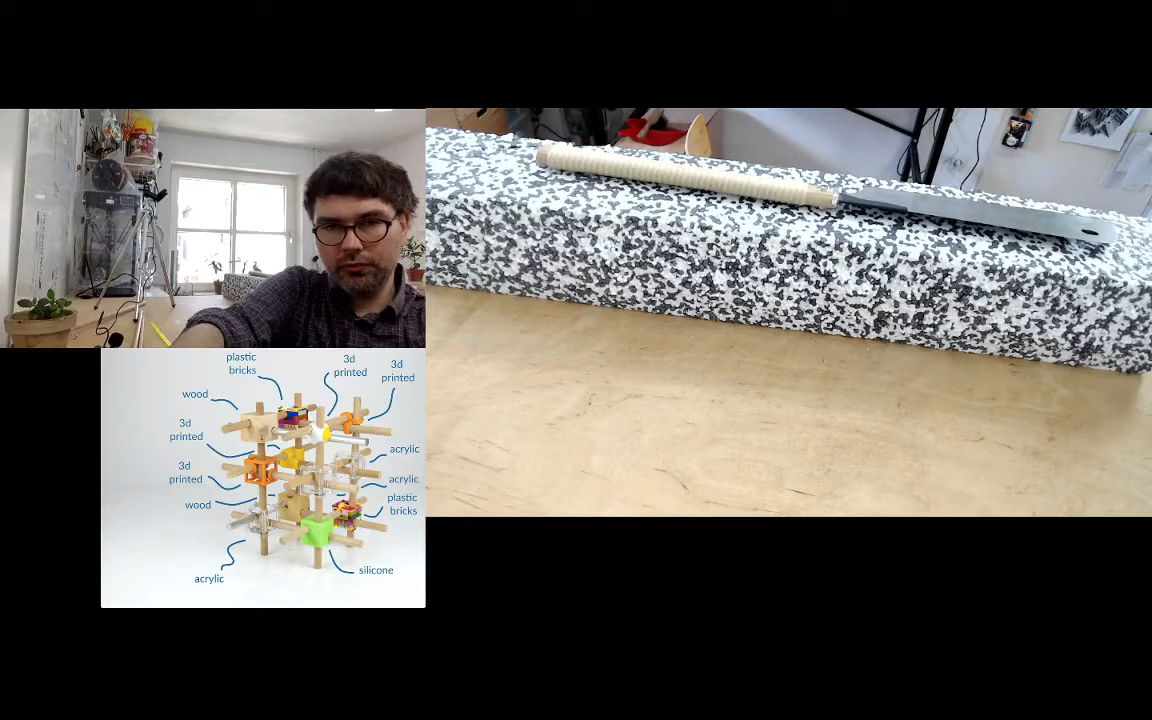 plastic
bricks
3d
printed
3d
printed
wood
3d
printed
acrylic
3d
printed
acrylic
wood
plastic
bricks
silicone
acrylic